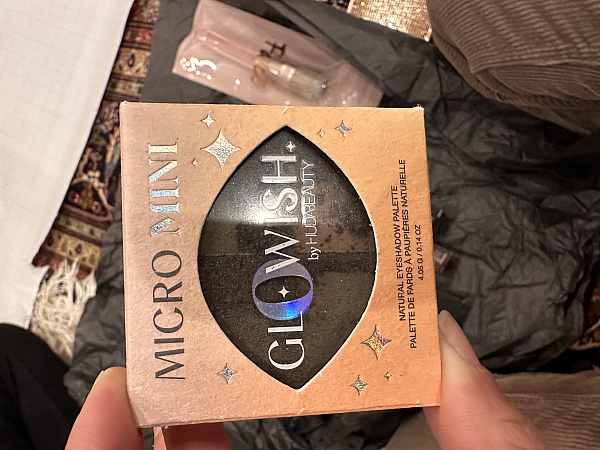 MICRO MINI
GLOWISH
by HUDABEAUTY
NATURAL EYESHADOW PALETTE
PALETTE DE FARDS À PAUPIÈRES NATURELLE
4.05 G / 0.14 OZ